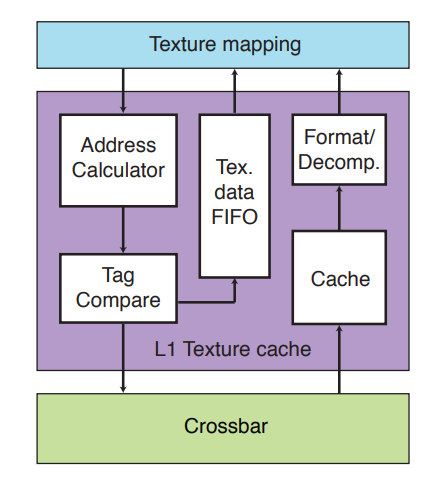 Texture mapping
Address
Calculator
Tex.
data
FIFO
Format/
Decomp.
Tag
Compare
Cache
L1 Texture cache
Crossbar